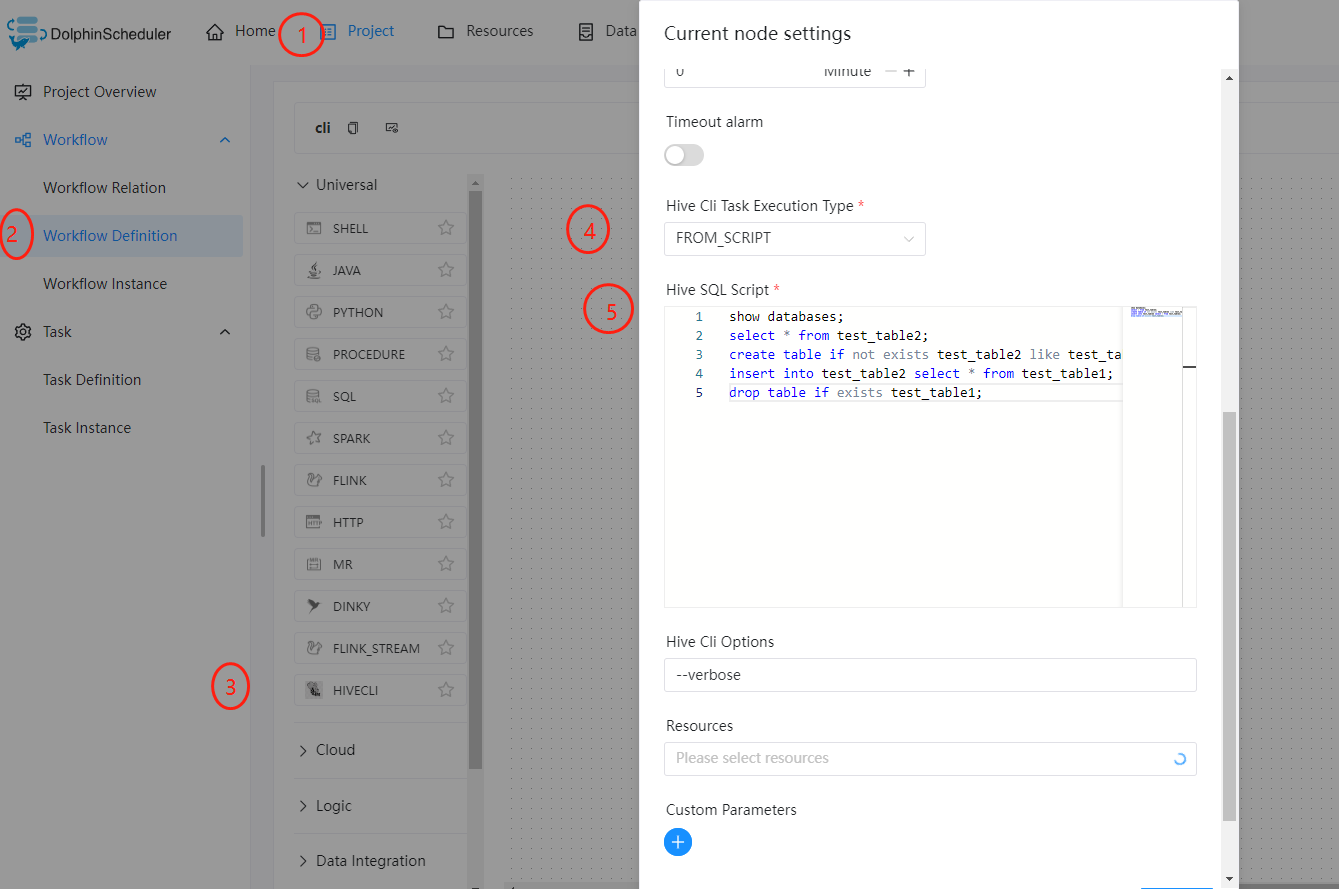 DolphinScheduler
Home
1
Project
Resources
Data
Project Overview
Workflow
Workflow Relation
2
Workflow Definition
Workflow Instance
Task
Task Definition
Task Instance
cli
Universal
SHELL
JAVA
PYTHON
PROCEDURE
SQL
SPARK
FLINK
HTTP
MR
DINKY
FLINK_STREAM
3
HIVECLI
Cloud
Logic
Data Integration
Current node settings
0 Minute
Timeout alarm
Hive Cli Task Execution Type *
4
FROM_SCRIPT
Hive SQL Script *
5
1 show databases;
2 select * from test_table2;
3 create table if not exists test_table2 like test_ta
4 insert into test_table2 select * from test_table1;
5 drop table if exists test_table1;
Hive Cli Options
--verbose
Resources
Please select resources
Custom Parameters